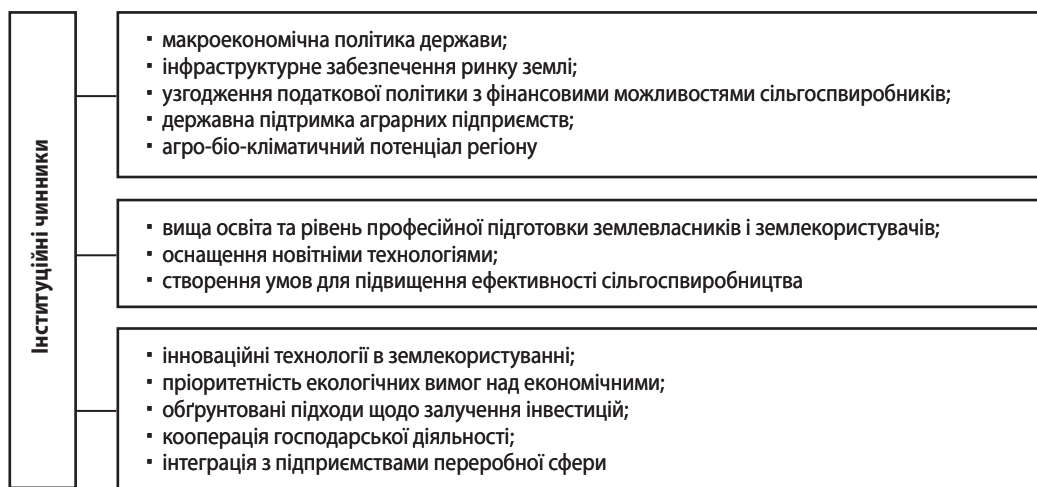 Інституційні чинники
▪ макроекономічна політика держави;
▪ інфраструктурне забезпечення ринку землі;
▪ узгодження податкової політики з фінансовими можливостями сільгоспвиробників;
▪ державна підтримка аграрних підприємств;
▪ агро-біо-кліматичний потенціал регіону
▪ вища освіта та рівень професійної підготовки землевласників і землекористувачів;
▪ оснащення новітніми технологіями;
▪ створення умов для підвищення ефективності сільгоспвиробництва
▪ інноваційні технології в землекористуванні;
▪ пріоритетність екологічних вимог над економічними;
▪ обґрунтовані підходи щодо залучення інвестицій;
▪ кооперація господарської діяльності;
▪ інтеграція з підприємствами переробної сфери